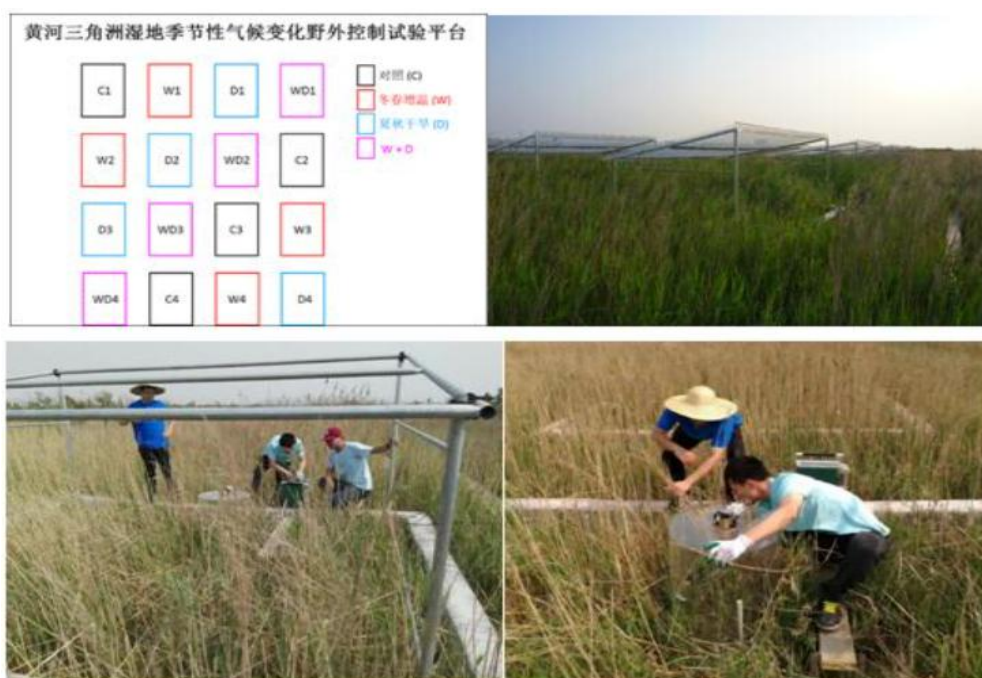 黄河三角洲湿地季节性气候变化野外控制试验平台
C1 W1 D1 WD1
对照 (C)
冬春增温 (W)
夏秋干旱 (D)
W + D
W2 D2 WD2 C2
D3 WD3 C3 W3
WD4 C4 W4 D4